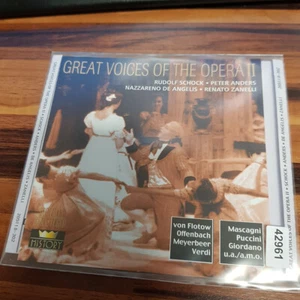 GREAT VOICES OF THE OPERA II
RUDOLF SCHOCK • PETER ANDERS
NAZZARENO DE ANGELIS • RENATO ZANELLI
von Flotow
Offenbach
Meyerbeer
Verdi
Mascagni
Puccini
Giordano
u.a./a.m.o.
42961
HISTORY